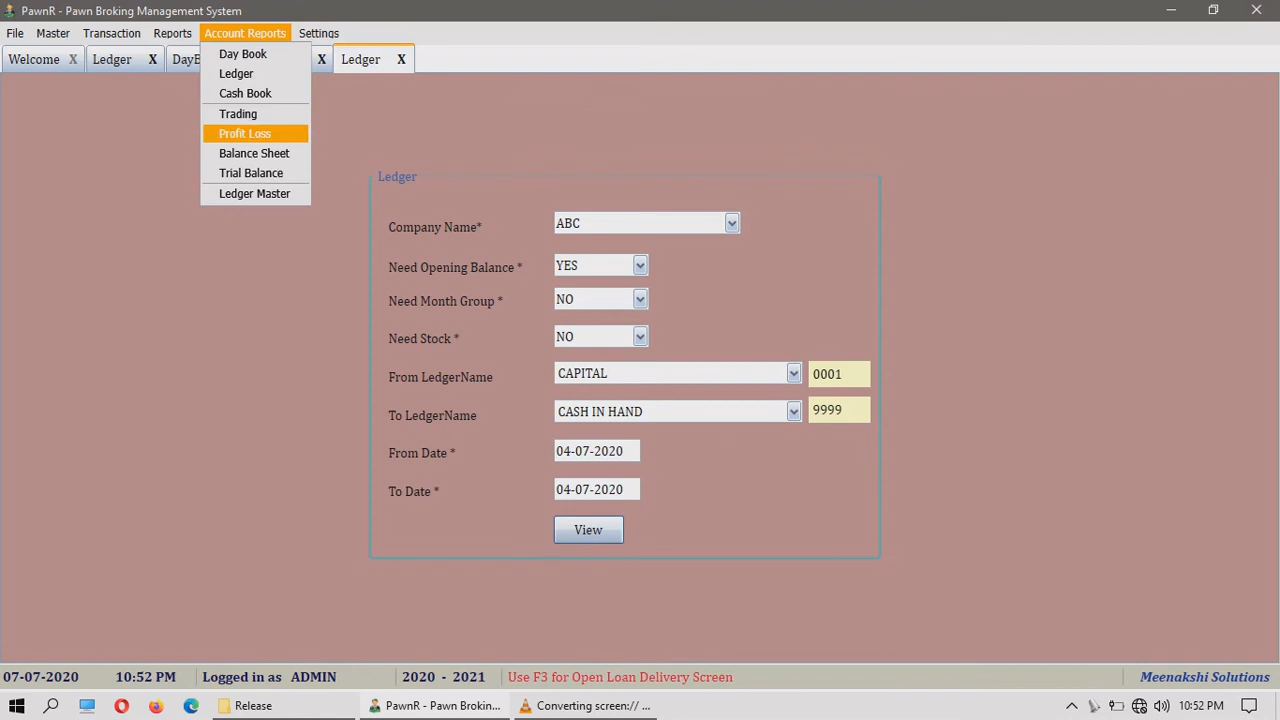 PawnR - Pawn Broking Management System
File Master Transaction Reports Account Reports Settings
Welcome X Ledger X DayB X Ledger X
Day Book
Ledger
Cash Book
Trading
Profit Loss
Balance Sheet
Trial Balance
Ledger Master
Ledger
Company Name* ABC
Need Opening Balance * YES
Need Month Group * NO
Need Stock * NO
From LedgerName CAPITAL 0001
To LedgerName CASH IN HAND 9999
From Date * 04-07-2020
To Date * 04-07-2020
View
07-07-2020 10:52 PM Logged in as ADMIN 2020 - 2021 Use F3 for Open Loan Delivery Screen Meenakshi Solutions
Release PawnR - Pawn Brokin... Converting screen:// ... 10:52 PM